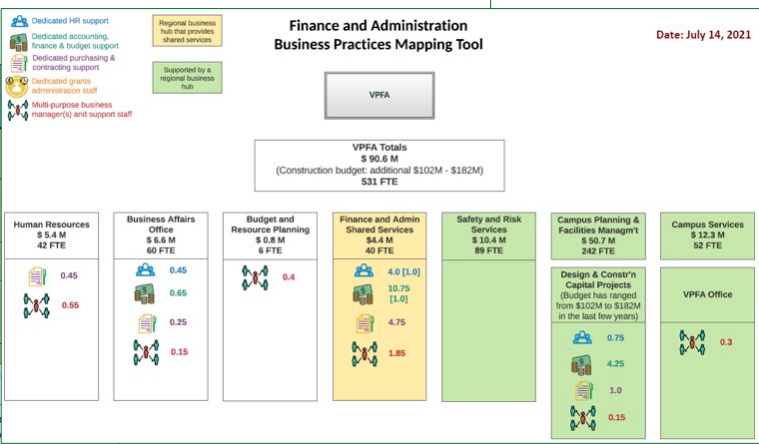 Dedicated HR support
Dedicated accounting,
finance & budget support
Dedicated purchasing &
contracting support
Dedicated grants
administration staff
Multi-purpose business
manager(s) and support staff
Regional business
hub that provides
shared services
Supported by a
regional business
hub
Finance and Administration
Business Practices Mapping Tool
Date: July 14, 2021
VPFA
VPFA Totals
$ 90.6 M
(Construction budget: additional $102M - $182M)
531 FTE
Human Resources
$ 5.4 M
42 FTE
0.45
0.55
Business Affairs
Office
$ 6.6 M
60 FTE
0.45
0.65
0.25
0.15
Budget and
Resource Planning
$ 0.8 M
6 FTE
0.4
Finance and Admin
Shared Services
$4.4 M
40 FTE
4.0 [1.0]
10.75
[1.0]
4.75
1.85
Safety and Risk
Services
$ 10.4 M
89 FTE
Campus Planning &
Facilities Managm't
$ 50.7 M
242 FTE
Design & Constr'n
Capital Projects
(Budget has ranged
from $102M to $182M
in the last few years)
0.75
4.25
1.0
0.15
Campus Services
$ 12.3 M
52 FTE
VPFA Office
0.3